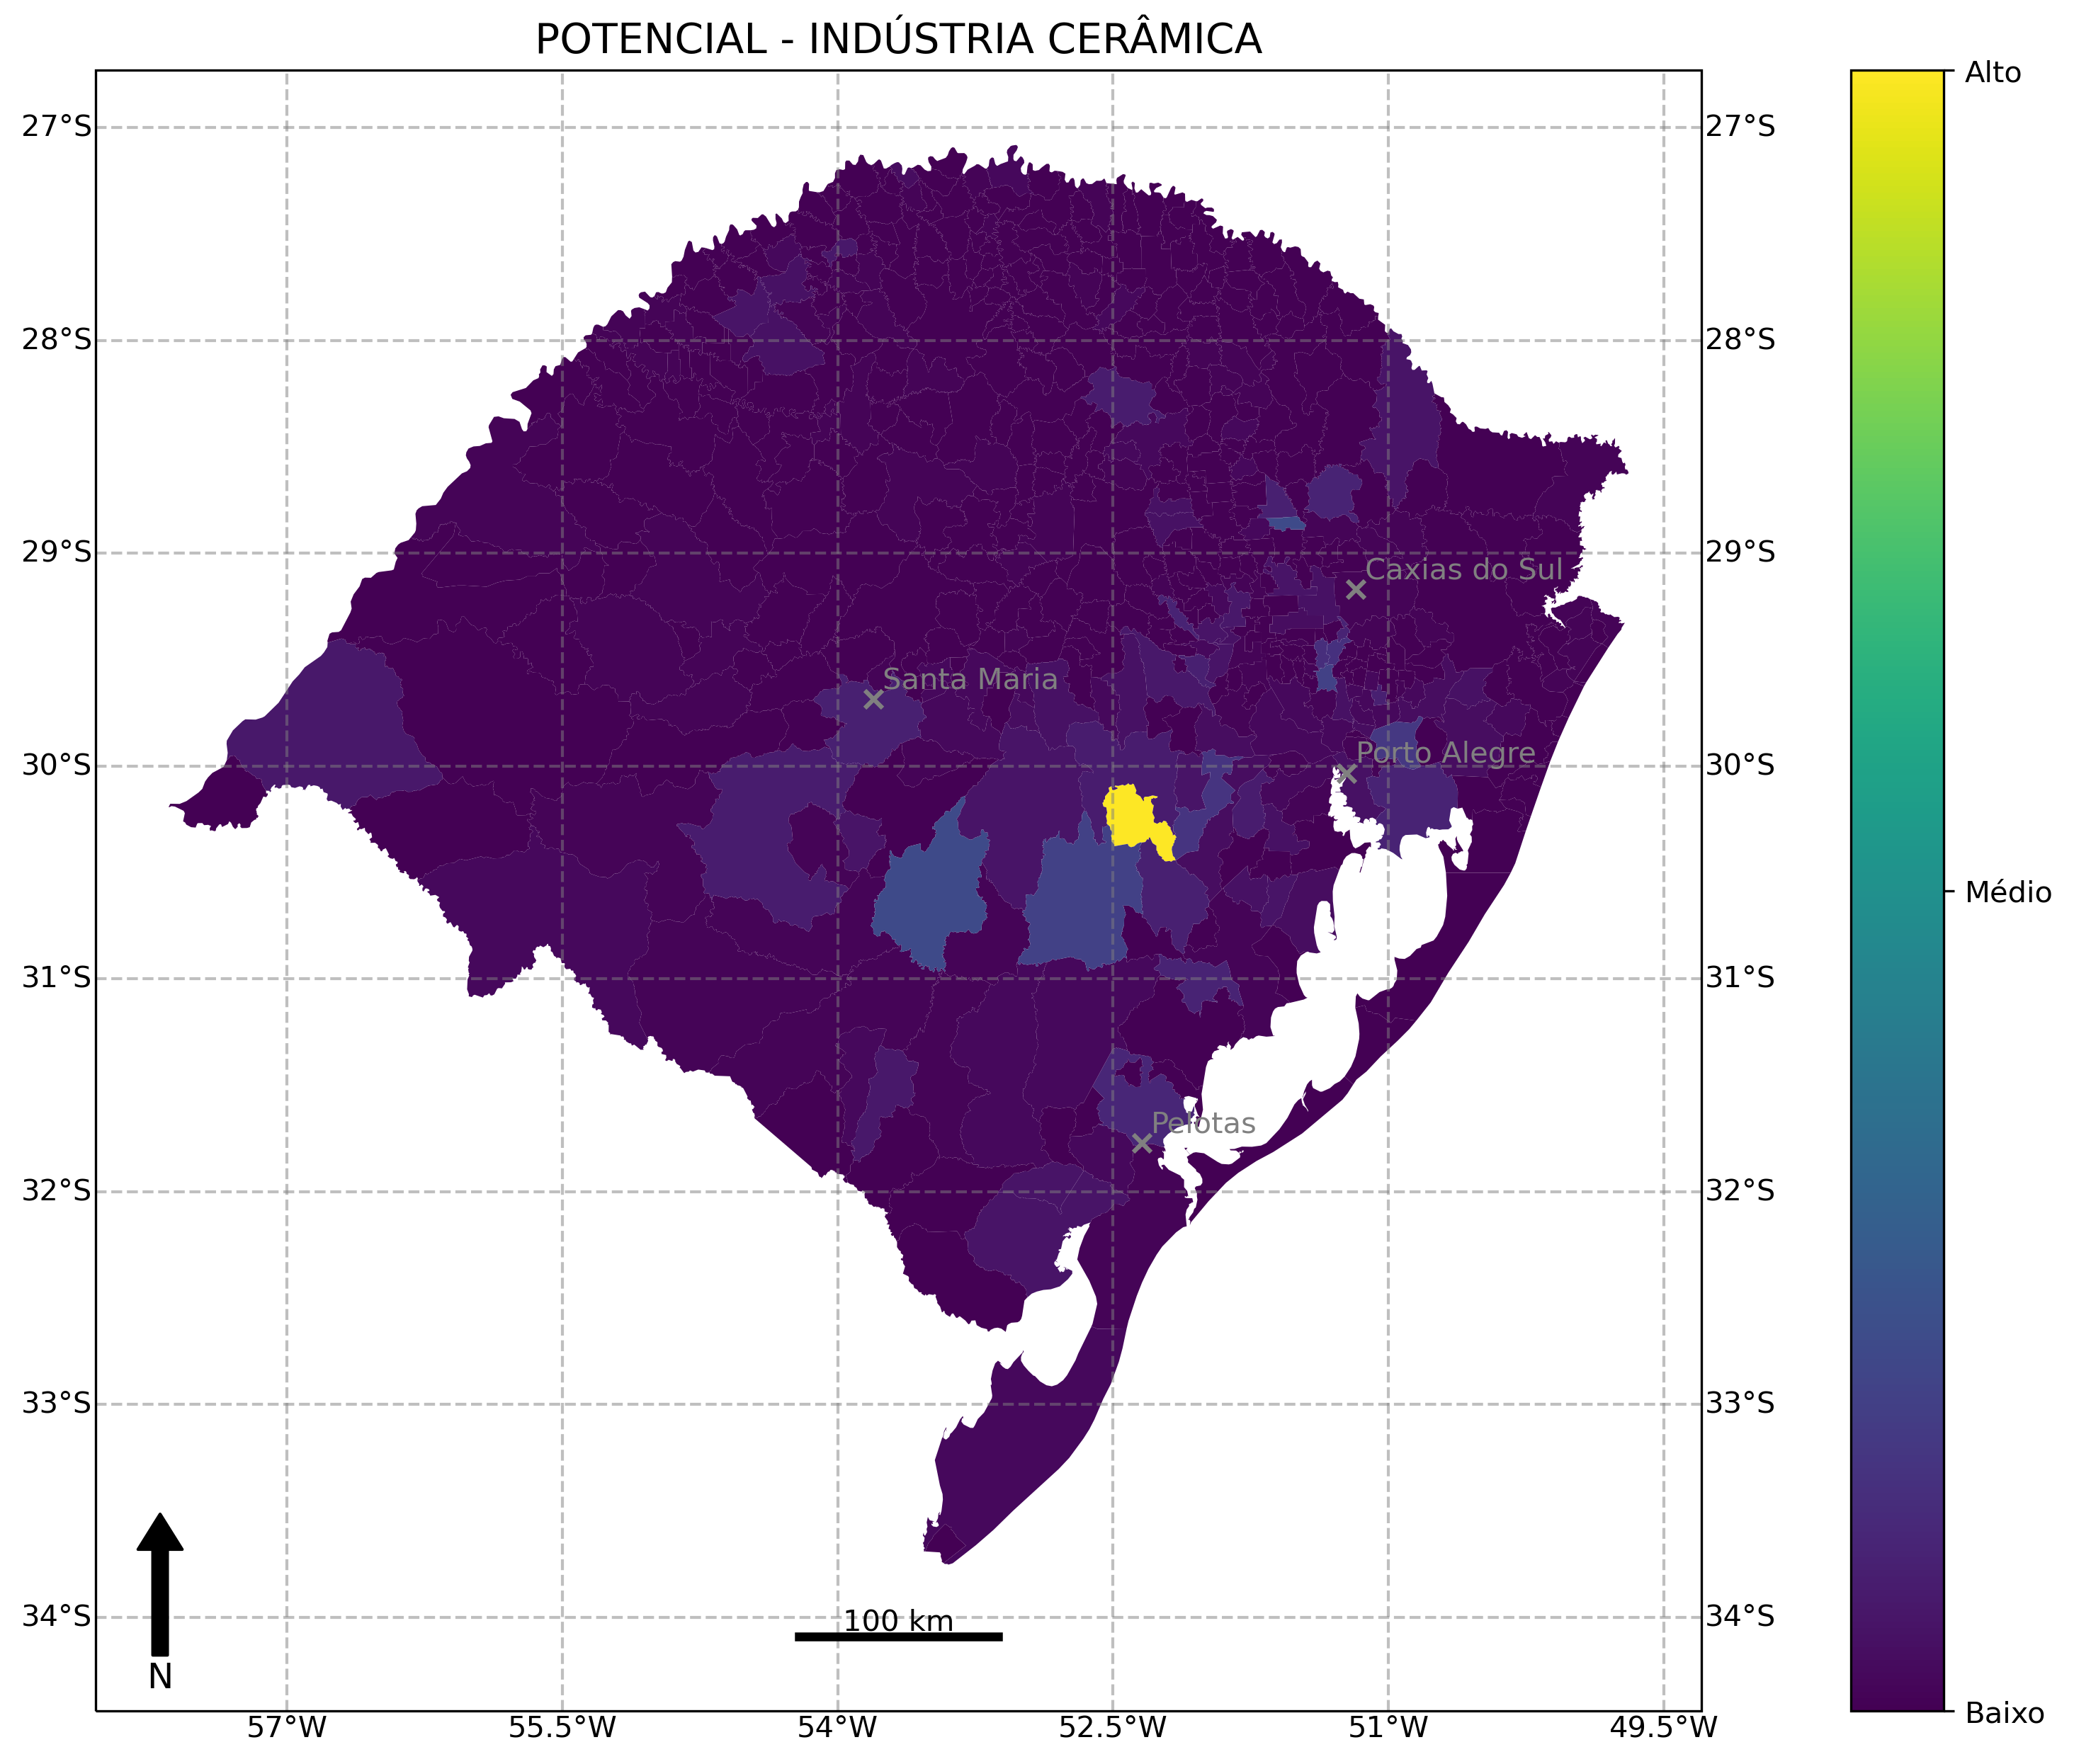 POTENCIAL - INDÚSTRIA CERÂMICA
Alto
27°S 27°S
28°S 28°S
29°S 29°S
Caxias do Sul
Santa Maria
Porto Alegre
30°S 30°S
Médio
31°S 31°S
Pelotas
32°S 32°S
33°S 33°S
34°S 34°S
100 km
N
Baixo
57°W 55.5°W 54°W 52.5°W 51°W 49.5°W